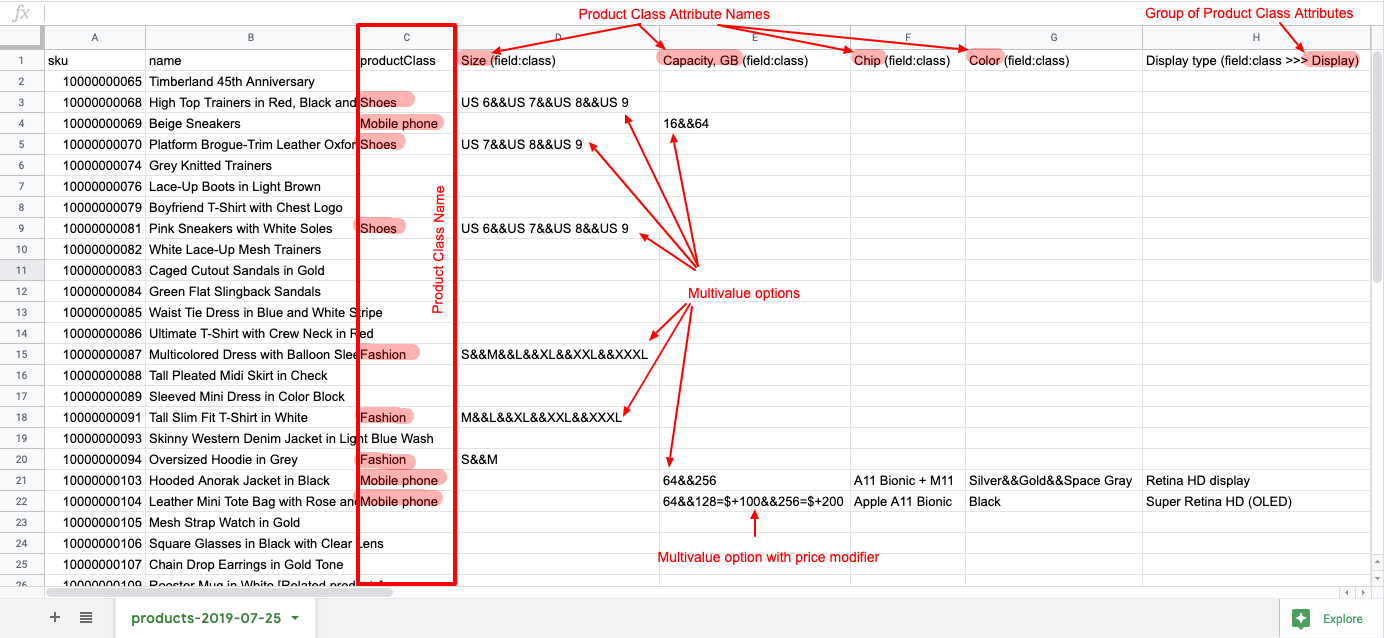 fx
Product Class Attribute Names
Group of Product Class Attributes
A B C D E F G H
1 sku name productClass Size (field:class) Capacity, GB (field:class) Chip (field:class) Color (field:class) Display type (field:class >>> Display)
2 10000000065 Timberland 45th Anniversary
3 10000000068 High Top Trainers in Red, Black and Shoes US 6&&US 7&&US 8&&US 9
4 10000000069 Beige Sneakers Mobile phone 16&&64
5 10000000070 Platform Brogue-Trim Leather Oxfor Shoes US 7&&US 8&&US 9
6 10000000074 Grey Knitted Trainers
7 10000000076 Lace-Up Boots in Light Brown
8 10000000079 Boyfriend T-Shirt with Chest Logo
9 10000000081 Pink Sneakers with White Soles Shoes US 6&&US 7&&US 8&&US 9
10 10000000082 White Lace-Up Mesh Trainers
11 10000000083 Caged Cutout Sandals in Gold
12 10000000084 Green Flat Slingback Sandals
13 10000000085 Waist Tie Dress in Blue and White Stripe
14 10000000086 Ultimate T-Shirt with Crew Neck in Red
15 10000000087 Multicolored Dress with Balloon Slee Fashion S&&M&&L&&XL&&XXL&&XXXL
16 10000000088 Tall Pleated Midi Skirt in Check
17 10000000089 Sleeved Mini Dress in Color Block
18 10000000091 Tall Slim Fit T-Shirt in White Fashion M&&L&&XL&&XXL&&XXXL
19 10000000093 Skinny Western Denim Jacket in Light Blue Wash
20 10000000094 Oversized Hoodie in Grey Fashion S&&M
21 10000000103 Hooded Anorak Jacket in Black Mobile phone 64&&256 A11 Bionic + M11 Silver&&Gold&&Space Gray Retina HD display
22 10000000104 Leather Mini Tote Bag with Rose and Mobile phone 64&&128=$+100&&256=$+200 Apple A11 Bionic Black Super Retina HD (OLED)
23 10000000105 Mesh Strap Watch in Gold
24 10000000106 Square Glasses in Black with Clear Lens
25 10000000107 Chain Drop Earrings in Gold Tone
26 10000000109 Rooster Mug in White [Related products]
Product Class Name
Multivalue options
Multivalue option with price modifier
products-2019-07-25
Explore